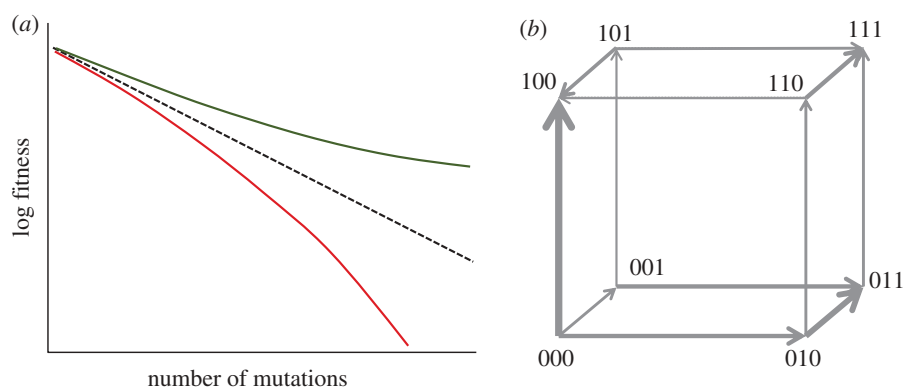 (a)
log fitness
number of mutations
(b)
101
111
100
110
001
011
000
010